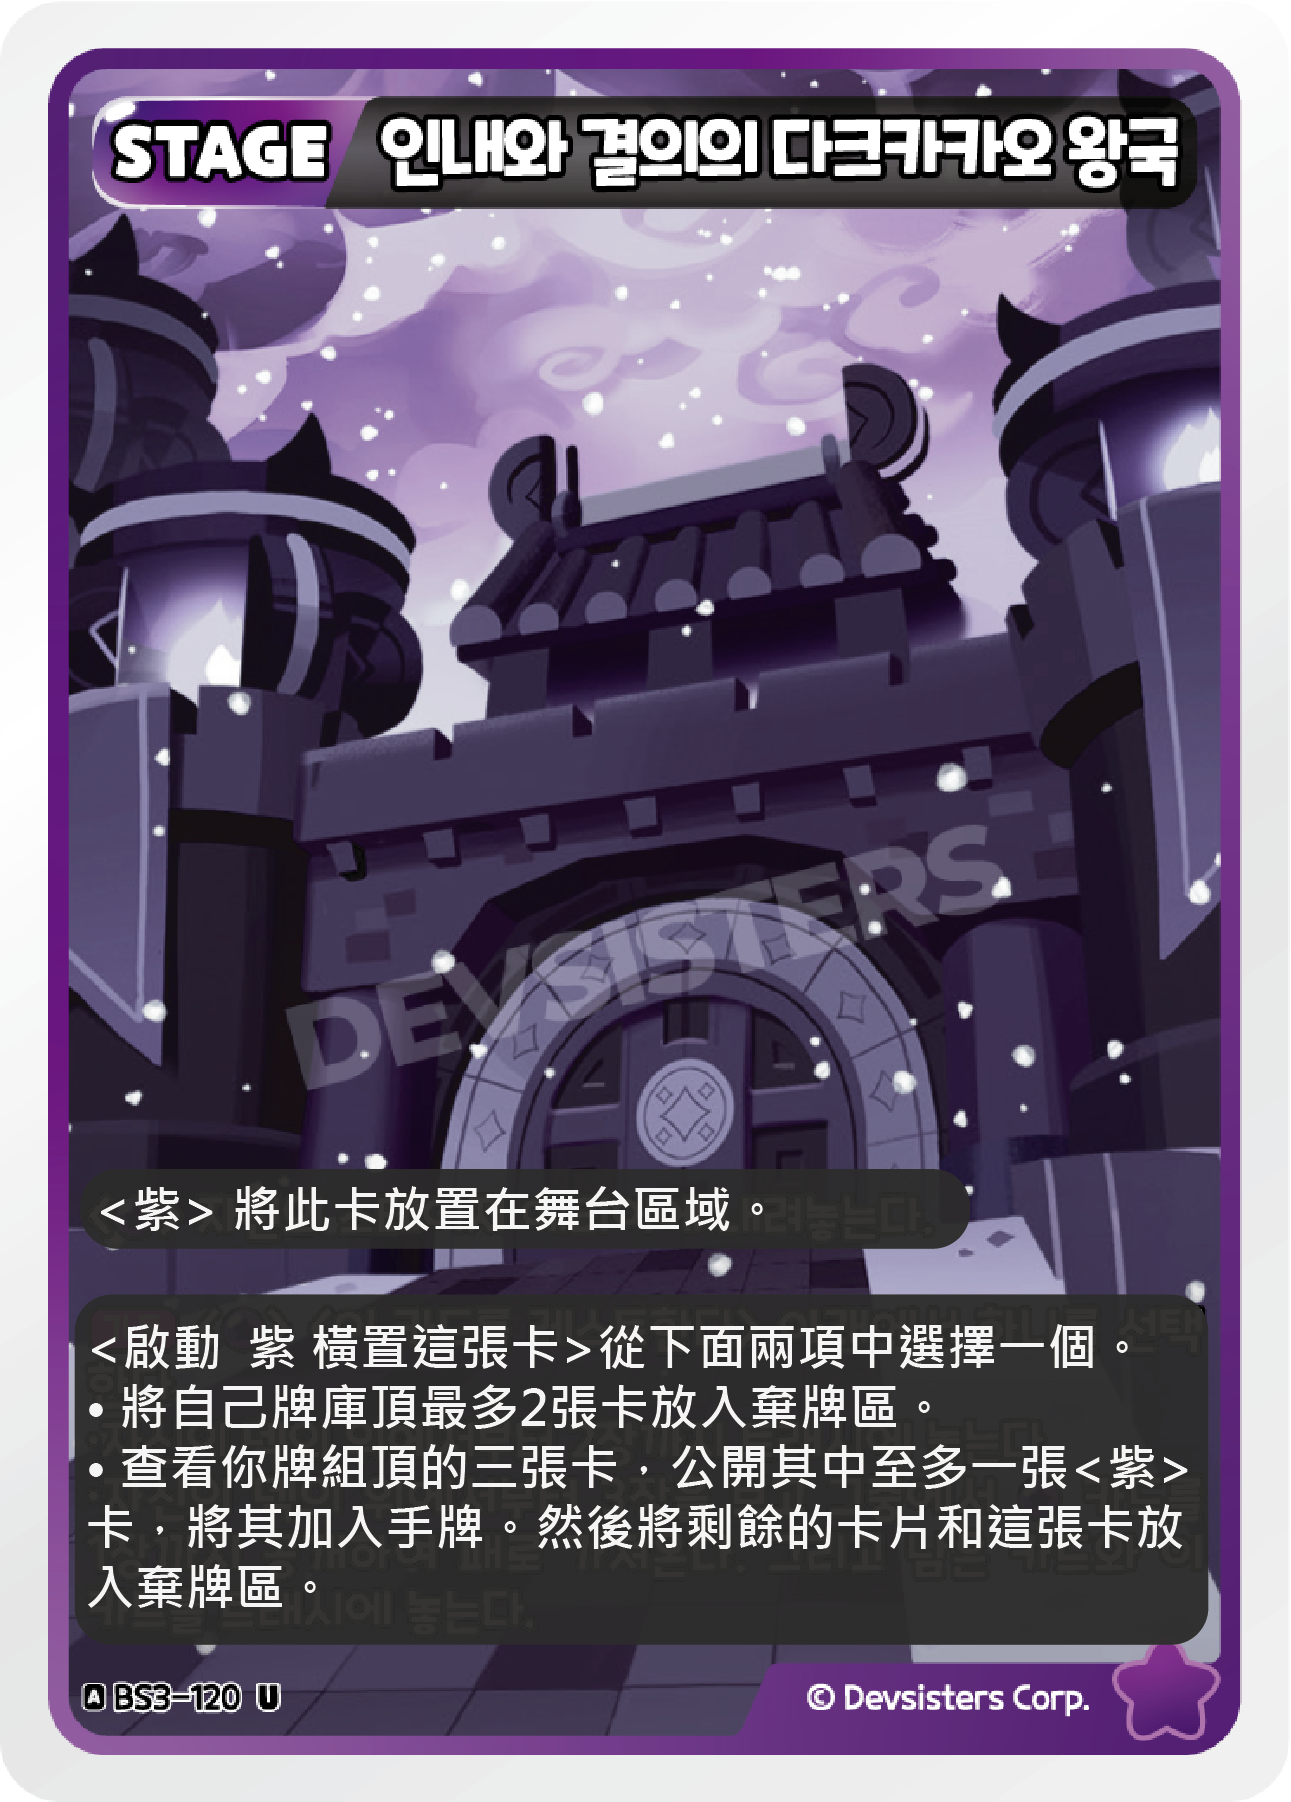 STAGE 인내와 결의의 다크카카오 왕국
DEVSISTERS
<紫> 將此卡放置在舞台區域。
<啟動 紫 橫置這張卡>從下面兩項中選擇一個。
• 將自己牌庫頂最多2張卡放入棄牌區。
• 查看你牌組頂的三張卡，公開其中至多一張<紫>
卡，將其加入手牌。然後將剩餘的卡片和這張卡放
入棄牌區。
A BS3-120 U
© Devsisters Corp.